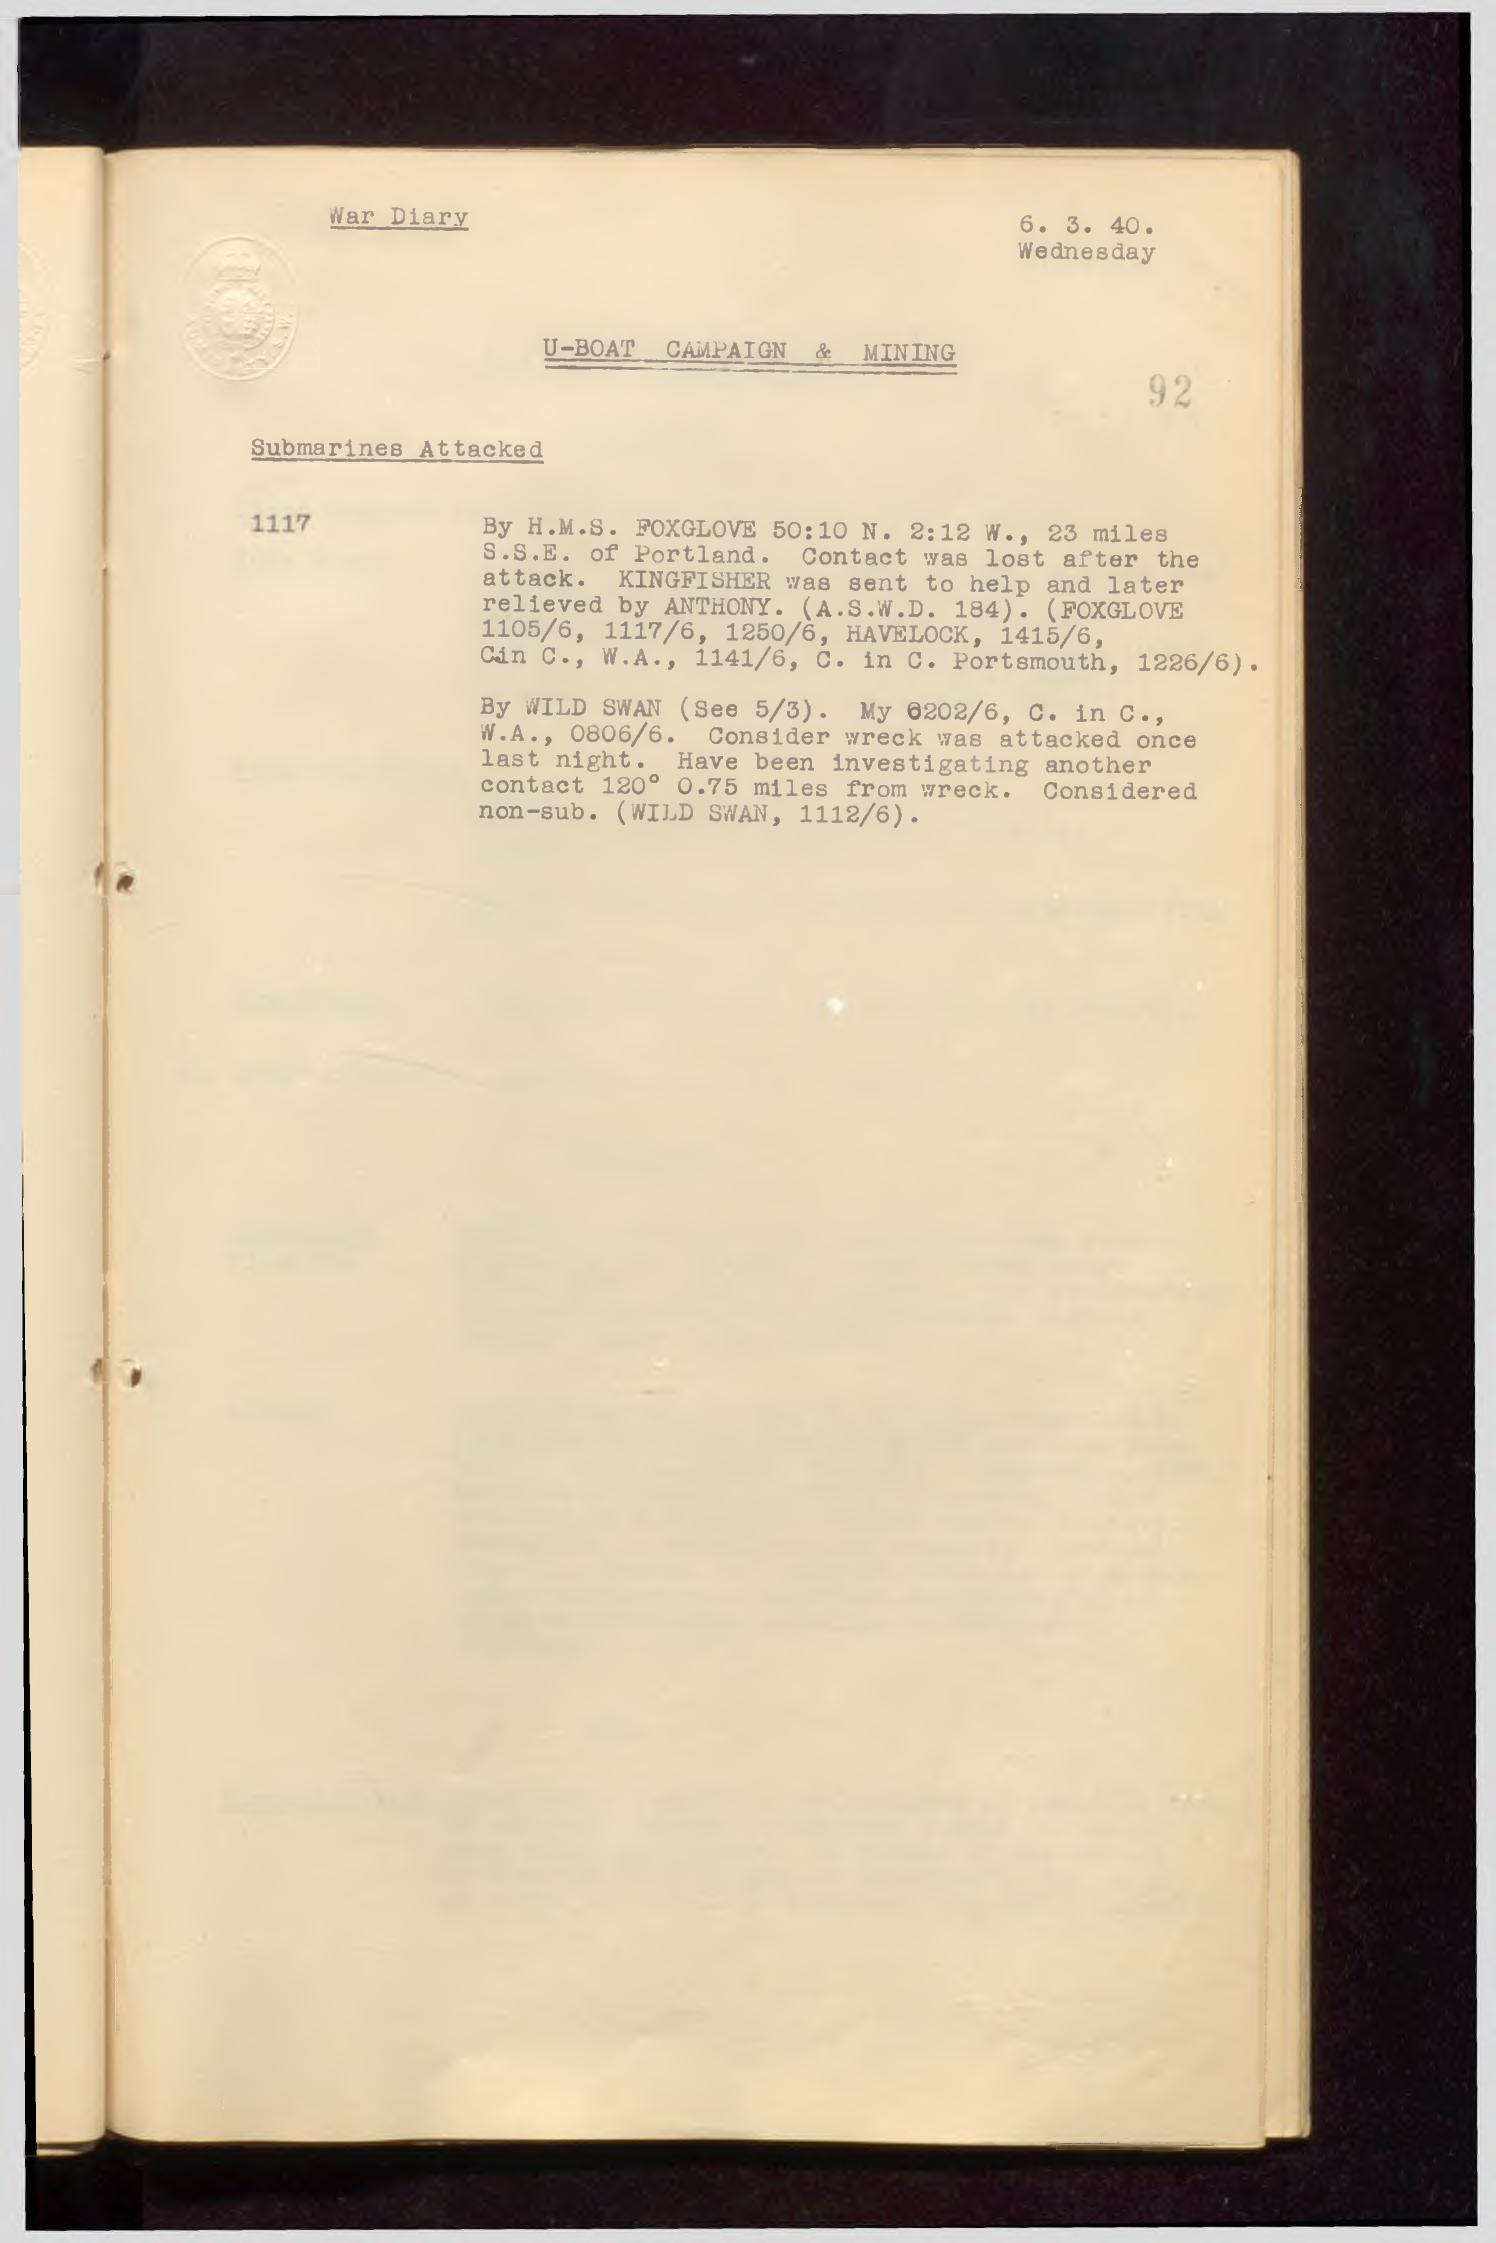 War Diary
6. 3. 40.
Wednesday
U-BOAT CAMPAIGN & MINING
92
Submarines Attacked
1117
By H.M.S. FOXGLOVE 50:10 N. 2:12 W., 23 miles
S.S.E. of Portland. Contact was lost after the
attack. KINGFISHER was sent to help and later
relieved by ANTHONY. (A.S.W.D. 184). (FOXGLOVE
1105/6, 1117/6, 1250/6, HAVELOCK, 1415/6,
C.in C., W.A., 1141/6, C. in C. Portsmouth, 1226/6).
By WILD SWAN (See 5/3). My 0202/6, C. in C.,
W.A., 0806/6. Consider wreck was attacked once
last night. Have been investigating another
contact 120° 0.75 miles from wreck. Considered
non-sub. (WILD SWAN, 1112/6).